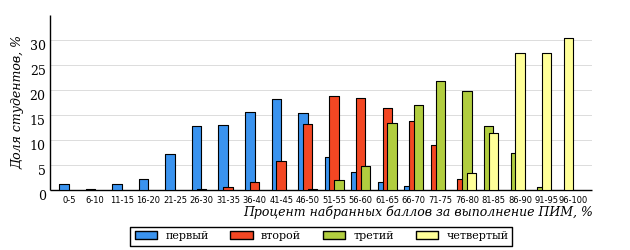 Доля студентов, %
30
25
20
15
10
5
0
0-5 6-10 11-15 16-20 21-25 26-30 31-35 36-40 41-45 46-50 51-55 56-60 61-65 66-70 71-75 76-80 81-85 86-90 91-95 96-100
Процент набранных баллов за выполнение ПИМ, %
первый второй третий четвертый